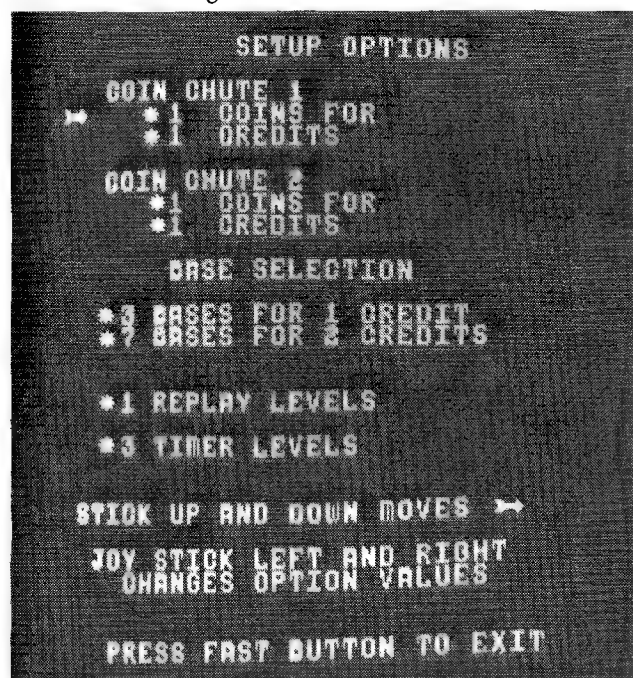 SETUP OPTIONS
COIN CHUTE 1
*1 COINS FOR
*1 CREDITS
COIN CHUTE 2
*1 COINS FOR
*1 CREDITS
BASE SELECTION
*3 BASES FOR 1 CREDIT
*7 BASES FOR 2 CREDITS
*1 REPLAY LEVELS
*3 TIMER LEVELS
STICK UP AND DOWN MOVES
JOY STICK LEFT AND RIGHT
CHANGES OPTION VALUES
PRESS FAST BUTTON TO EXIT